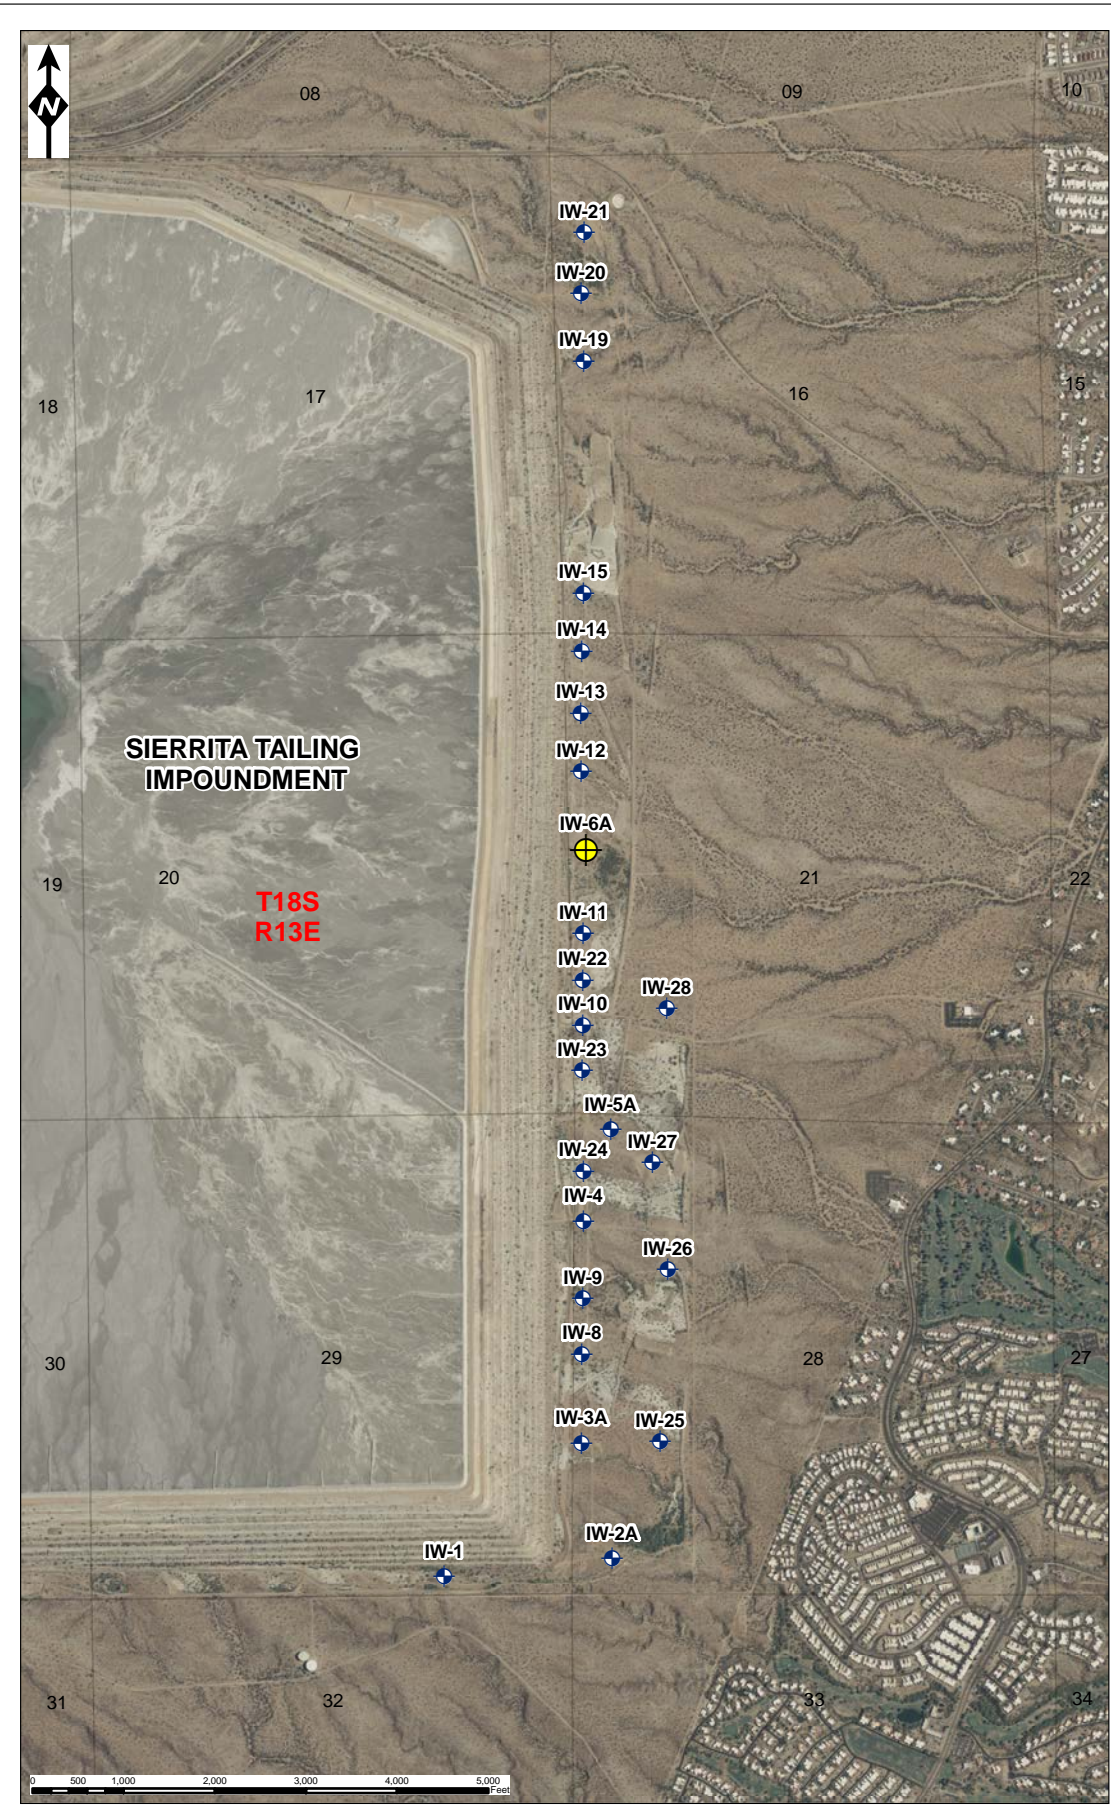 N
08
09
10
IW-21
IW-20
IW-19
18
17
16
15
IW-15
IW-14
IW-13
SIERRITA TAILING
IMPOUNDMENT
IW-12
IW-6A
19
20
21
22
T18S
R13E
IW-11
IW-22
IW-28
IW-10
IW-23
IW-5A
IW-27
IW-24
IW-4
IW-26
IW-9
IW-8
30
29
28
27
IW-3A
IW-25
IW-2A
IW-1
31
32
33
34
0 500 1,000 2,000 3,000 4,000 5,000
Feet